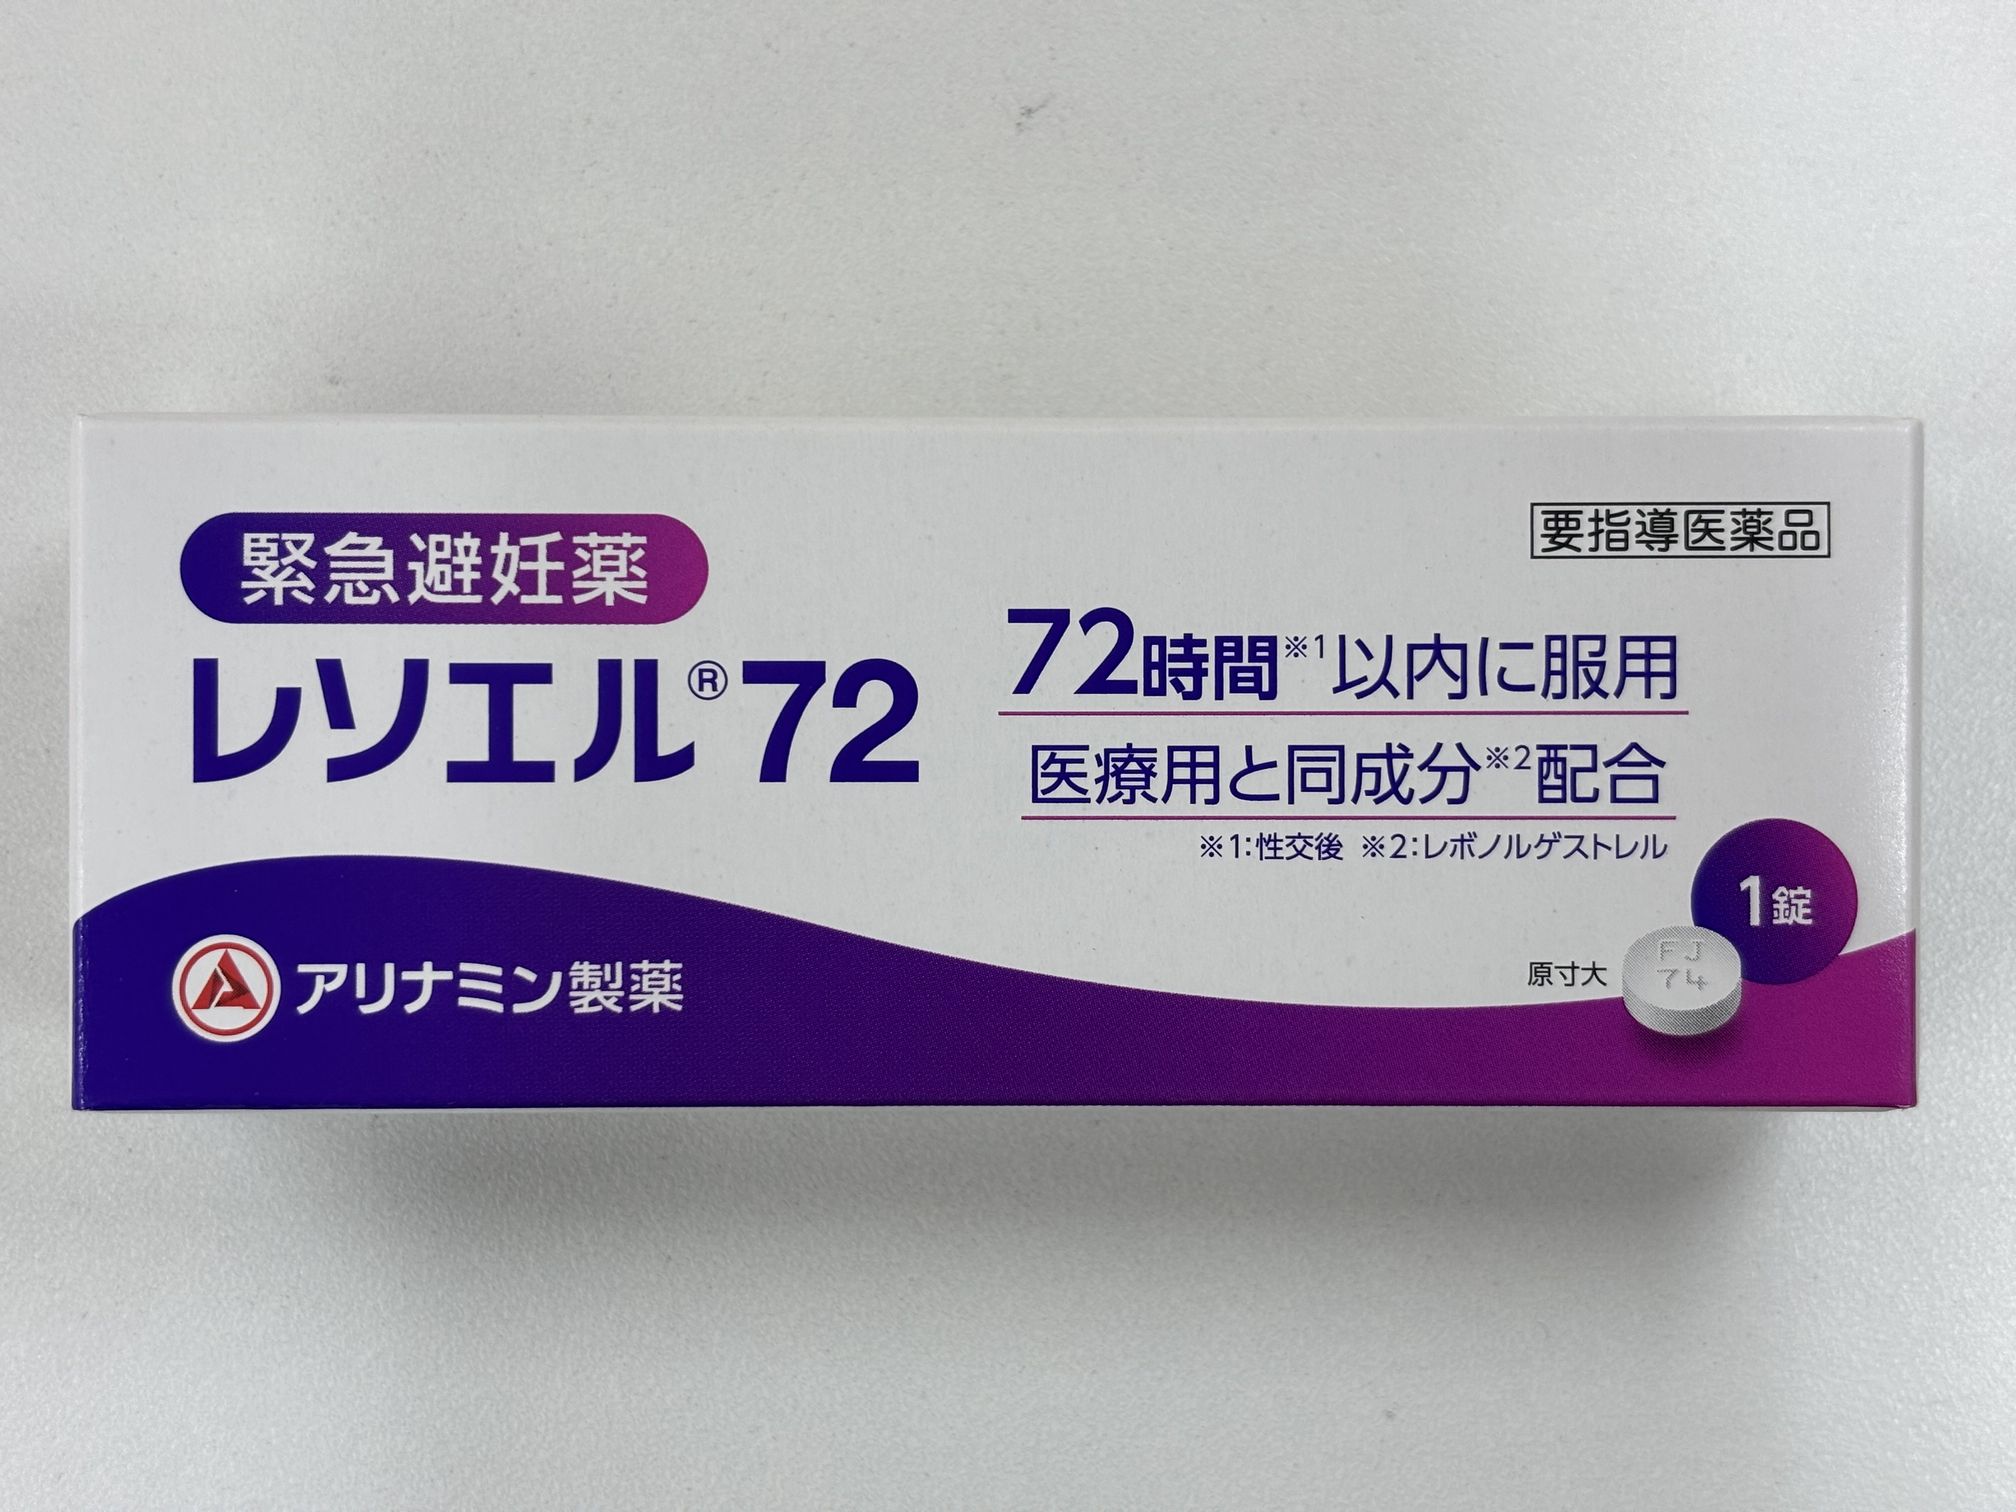 緊急避妊薬
レソエル®72
要指導医薬品
72時間※1以内に服用
医療用と同成分※2配合
※1:性交後 ※2:レボノルゲストレル
1錠
原寸大
FJ
74
アリナミン製薬